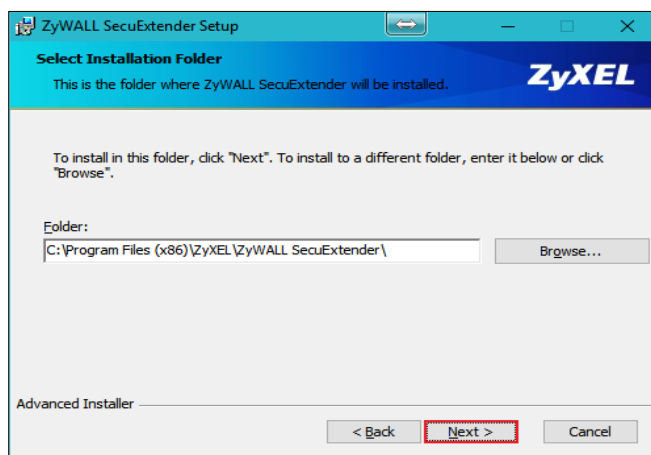 ZyWALL SecuExtender Setup
Select Installation Folder
This is the folder where ZyWALL SecuExtender will be installed.
ZyXEL
To install in this folder, click "Next". To install to a different folder, enter it below or click
"Browse".
Folder:
C:\Program Files (x86)\ZyXEL\ZyWALL SecuExtender\
Browse...
Advanced Installer
< Back
Next >
Cancel